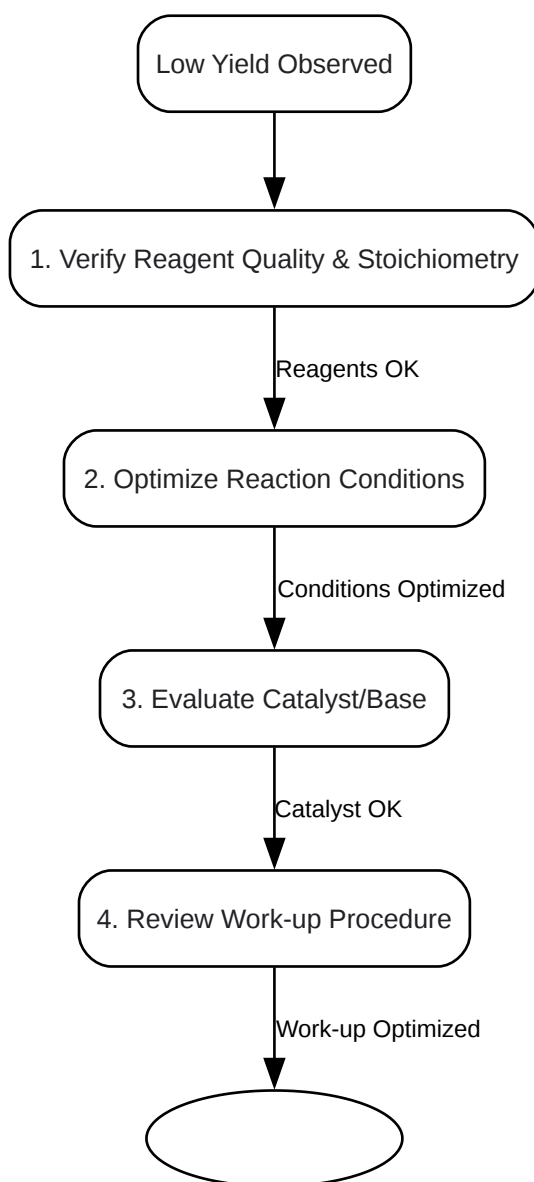 Low Yield Observed
1. Verify Reagent Quality & Stoichiometry
Reagents OK
2. Optimize Reaction Conditions
Conditions Optimized
3. Evaluate Catalyst/Base
Catalyst OK
4. Review Work-up Procedure
Work-up Optimized